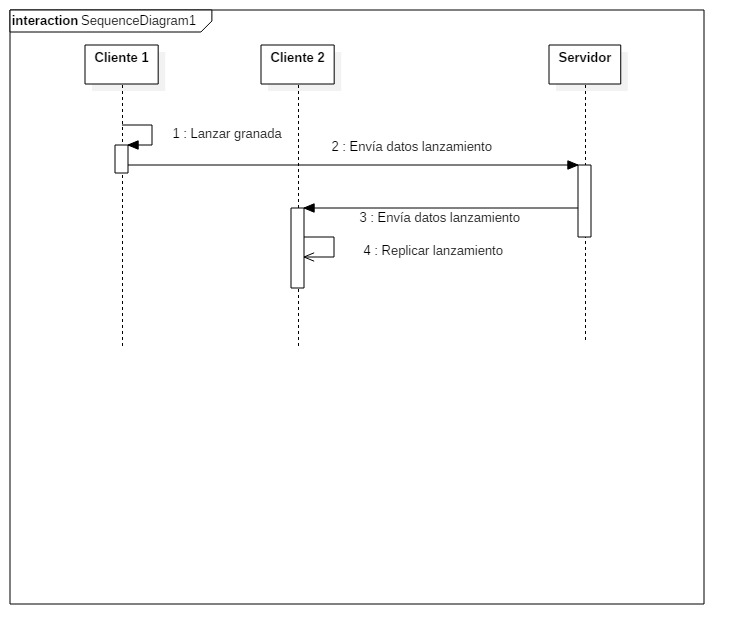 interaction SequenceDiagram1
Cliente 1
Cliente 2
Servidor
1 : Lanzar granada
2 : Envía datos lanzamiento
3 : Envía datos lanzamiento
4 : Replicar lanzamiento